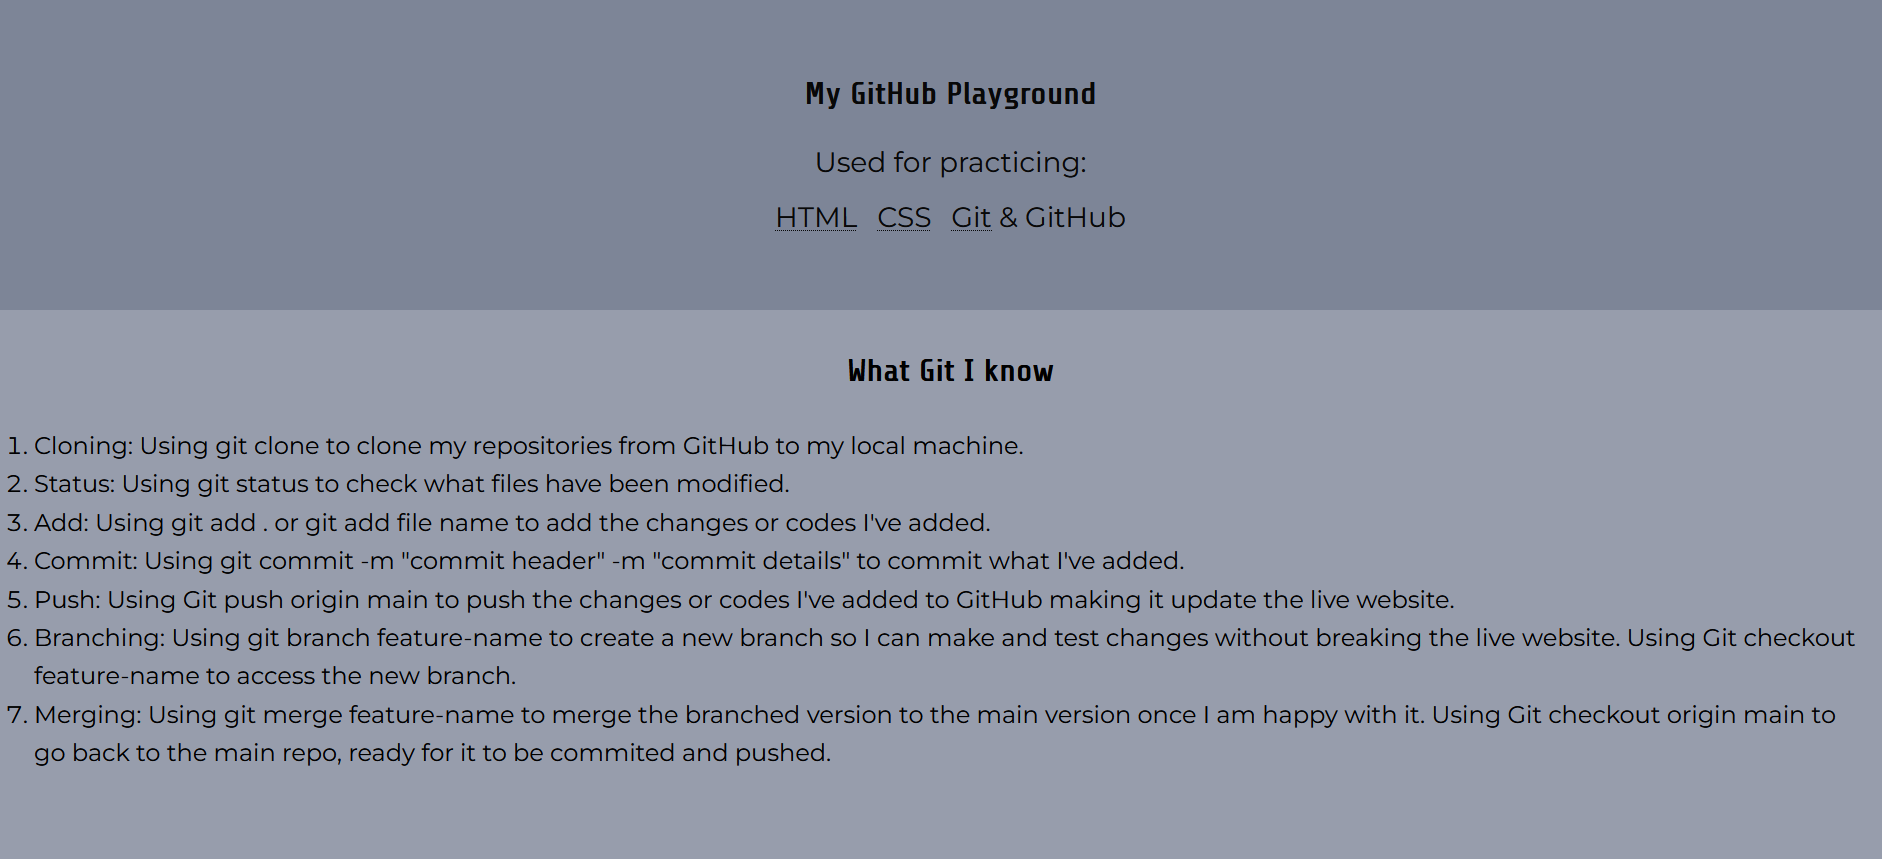 My GitHub Playground
Used for practicing:
HTML CSS Git & GitHub
What Git I know
1. Cloning: Using git clone to clone my repositories from GitHub to my local machine.
2. Status: Using git status to check what files have been modified.
3. Add: Using git add . or git add file name to add the changes or codes I've added.
4. Commit: Using git commit -m "commit header" -m "commit details" to commit what I've added.
5. Push: Using Git push origin main to push the changes or codes I've added to GitHub making it update the live website.
6. Branching: Using git branch feature-name to create a new branch so I can make and test changes without breaking the live website. Using Git checkout
feature-name to access the new branch.
7. Merging: Using git merge feature-name to merge the branched version to the main version once I am happy with it. Using Git checkout origin main to
go back to the main repo, ready for it to be commited and pushed.